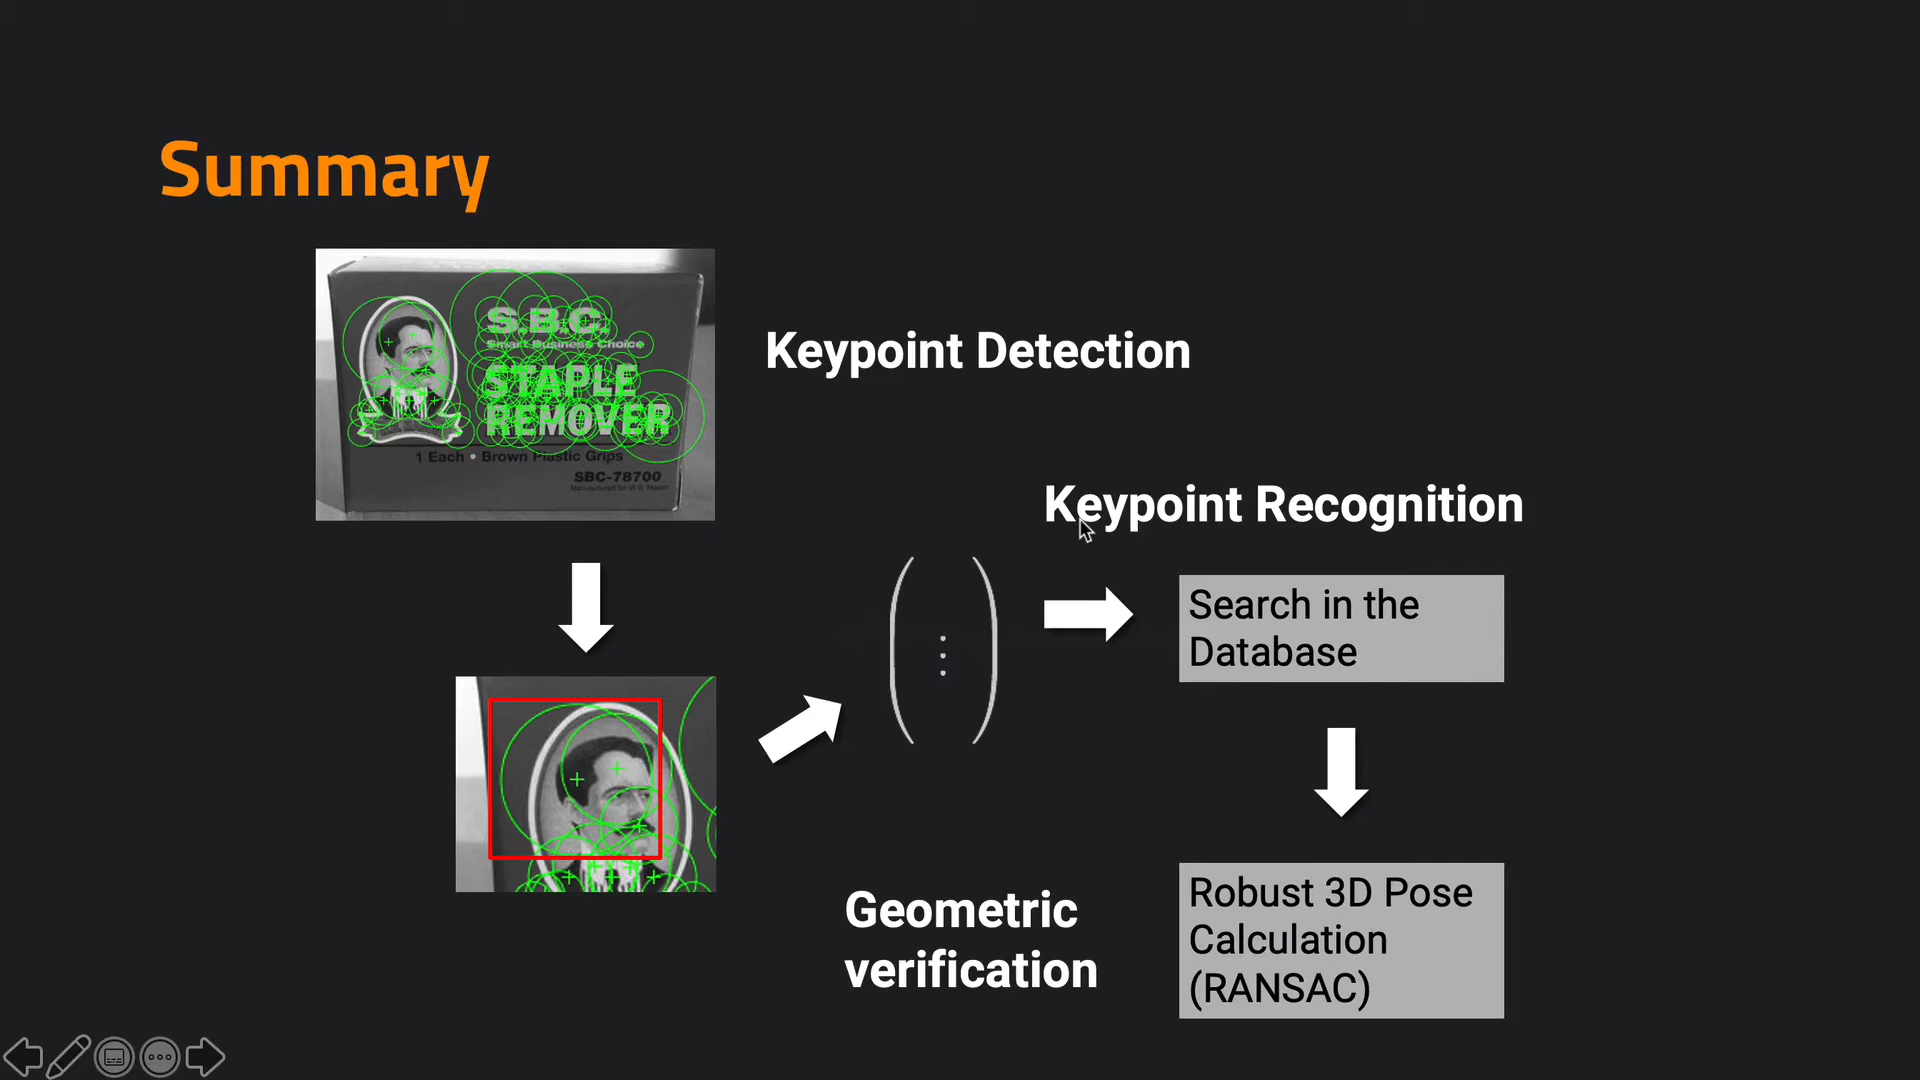 Summary
S.B.C.
Smart Business Choice
STAPLE
REMOVER
1 Each • Brown Plastic Grips
SBC-78700
Keypoint Detection
Keypoint Recognition
Search in the
Database
Geometric
verification
Robust 3D Pose
Calculation
(RANSAC)